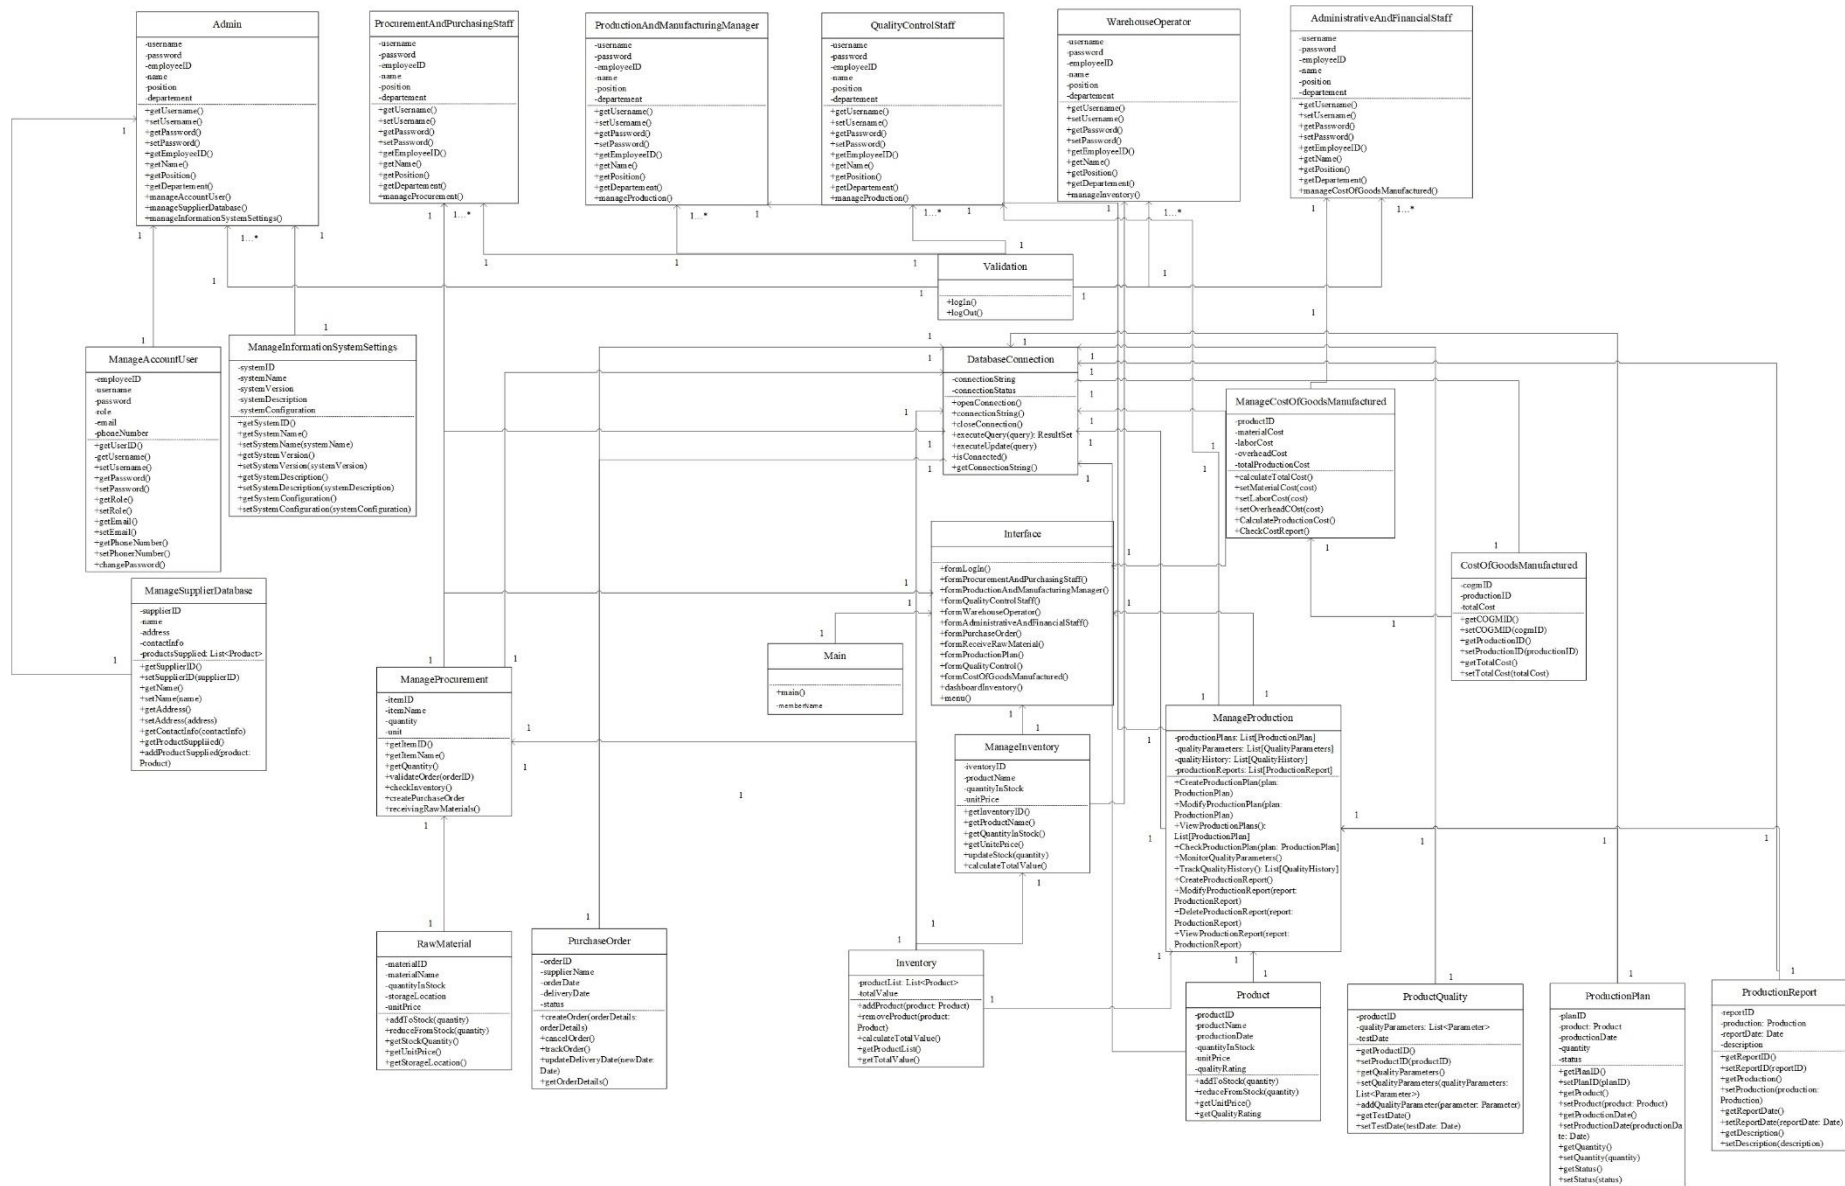 Admin
-username
-password
-employeeID
-name
-position
-departement
+getUsername()
+setUsername()
+getPassword()
+setPassword()
+getEmployeeID()
+getName()
+getPosition()
+getDepartement()
+manageAccountUser()
+manageSupplierDatabase()
+manageInformationSystemSettings()
ProcurementAndPurchasingStaff
-username
-password
-employeeID
-name
-position
-departement
+getUsername()
+setUsername()
+getPassword()
+setPassword()
+getEmployeeID()
+getName()
+getPosition()
+getDepartement()
+manageProcurement()
ProductionAndManufacturingManager
-username
-password
-employeeID
-name
-position
-departement
+getUsername()
+setUsername()
+getPassword()
+setPassword()
+getEmployeeID()
+getName()
+getPosition()
+getDepartement()
+manageProduction()
QualityControlStaff
-username
-password
-employeeID
-name
-position
-departement
+getUsername()
+setUsername()
+getPassword()
+setPassword()
+getEmployeeID()
+getName()
+getPosition()
+getDepartement()
+manageProduction()
WarehouseOperator
-username
-password
-employeeID
-name
-position
-departement
+getUsername()
+setUsername()
+getPassword()
+setPassword()
+getEmployeeID()
+getName()
+getPosition()
+getDepartement()
+manageInventory()
AdministrativeAndFinancialStaff
-username
-password
-employeeID
-name
-position
-departement
+getUsername()
+setUsername()
+getPassword()
+setPassword()
+getEmployeeID()
+getName()
+getPosition()
+getDepartement()
+manageCostOfGoodsManufactured()
1
1
1...*
1
1
1...*
1
1...*
1
1...*
1
1
1...*
1
1...*
Validation
+logIn()
+logOut()
ManageAccountUser
-employeeID
-username
-password
-role
-email
-phoneNumber
+getUserID()
-getUsername()
+setUsername()
+getPassword()
+setPassword()
+getRole()
+setRole()
+getEmail()
+setEmail()
+getPhoneNumber()
+setPhonerNumber()
+changePassword()
ManageInformationSystemSettings
-systemID
-systemName
-systemVersion
-systemDescription
-systemConfiguration
+getSystemID()
+getSystemName()
+setSystemName(systemName)
+getSystemVersion()
+setSystemVersion(systemVersion)
+getSystemDescription()
+setSystemDescription(systemDescription)
+getSystemConfiguration()
+setSystemConfiguration(systemConfiguration)
DatabaseConnection
-connectionString
-connectionStatus
+openConnection()
+connectionString()
+closeConnection()
+executeQuery(query): ResultSet
+executeUpdate(query)
+isConnected()
+getConnectionString()
ManageCostOfGoodsManufactured
-productID
-materialCost
-laborCost
-overheadCost
-totalProductionCost
+calculateTotalCost()
+setMaterialCost(cost)
+setLaborCost(cost)
+setOverheadCOst(cost)
+CalculateProductionCost()
+CheckCostReport()
CostOfGoodsManufactured
-cogmID
-productionID
-totalCost
+getCOGMID()
+setCOGMID(cogmID)
+getProductionID()
+setProductionID(productionID)
+getTotalCost()
+setTotalCost(totalCost)
Interface
+formLogIn()
+formProcurementAndPurchasingStaff()
+formProductionAndManufacturingManager()
+formQualityControlStaff()
+formWarehouseOperator()
+formAdministrativeAndFinancialStaff()
+formPurchaseOrder()
+formReceiveRawMaterial()
+formProductionPlan()
+formQualityControl()
+formCostOfGoodsManufactured()
+dashboardInventory()
+menu()
ManageSupplierDatabase
-supplierID
-name
-address
-contactInfo
-productsSupplied: List<Product>
+getSupplierID()
+setSupplierID(supplierID)
+getName()
+setName(name)
+getAddress()
+setAddress(address)
+getContactInfo(contactInfo)
+getProductSuppliied()
+addProductSupplied(product:
Product)
Main
+main()
-memberName
ManageProcurement
-itemID
-itemName
-quantity
-unit
+getItemID()
+getItemName()
+getQuantity()
+validateOrder(orderID)
+checkInventory()
+createPurchaseOrder
+receivingRawMaterials()
ManageInventory
-iventoryID
-productName
-quantityInStock
-unitPrice
+getInventoryID()
+getProductName()
+getQuantityInStock()
+getUnitePrice()
+updateStock(quantity)
+calculateTotalValue()
ManageProduction
-productionPlans: List[ProductionPlan]
-qualityParameters: List[QualityParameters]
-qualityHistory: List[QualityHistory]
-productionReports: List[ProductionReport]
+CreateProductionPlan(plan:
ProductionPlan)
+ModifyProductionPlan(plan:
ProductionPlan)
+ViewProductionPlans():
List[ProductionPlan]
+CheckProductionPlan(plan: ProductionPlan]
+MonitorQualityParameters()
+TrackQualityHistory(): List[QualityHistory]
+CreateProductionReport()
+ModifyProductionReport(report:
ProductionReport)
+DeleteProductionReport(report:
ProductionReport)
+ViewProductionReport(report:
ProductionReport)
RawMaterial
-materialID
-materialName
-quantityInStock
-storageLocation
-unitPrice
+addToStock(quantity)
+reduceFromStock(quantity)
+getStockQuantity()
+getUnitPrice()
+getStorageLocation()
PurchaseOrder
-orderID
-supplierName
-orderDate
-deliveryDate
-status
+createOrder(orderDetails:
orderDetails)
+cancelOrder()
+trackOrder()
+updateDeliveryDate(newDate:
Date)
+getOrderDetails()
Inventory
-productList: List<Product>
-totalValue
+addProduct(product: Product)
+removeProduct(product:
Product)
+calculateTotalValue()
+getProductList()
+getTotalValue()
Product
-productID
-productName
-productionDate
-quantityInStock
-unitPrice
-qualityRating
+addToStock(quantity)
+reduceFromStock(quantity)
+getUnitPrice()
+getQualityRating
ProductQuality
-productID
-qualityParameters: List<Parameter>
-testDate
+getProductID()
+setProductID(productID)
+getQualityParameters()
+setQualityParameters(qualityParameters:
List<Parameter>)
+addQualityParameter(parameter: Parameter)
+getTestDate()
+setTestDate(testDate: Date)
ProductionPlan
-planID
-product: Product
-productionDate
-quantity
-status
+getPlanID()
+setPlanID(planID)
+getProduct()
+setProduct(product: Product)
+getProductionDate()
+setProductionDate(productionDa
te: Date)
+getQuantity()
+setQuantity(quantity)
+getStatus()
+setStatus(status)
ProductionReport
-reportID
-production: Production
-reportDate: Date
-description
+getReportID()
+setReportID(reportID)
+getProduction()
+setProduction(production:
Production)
+getReportDate()
+setReportDate(reportDate: Date)
+getDescription()
+setDescription(description)